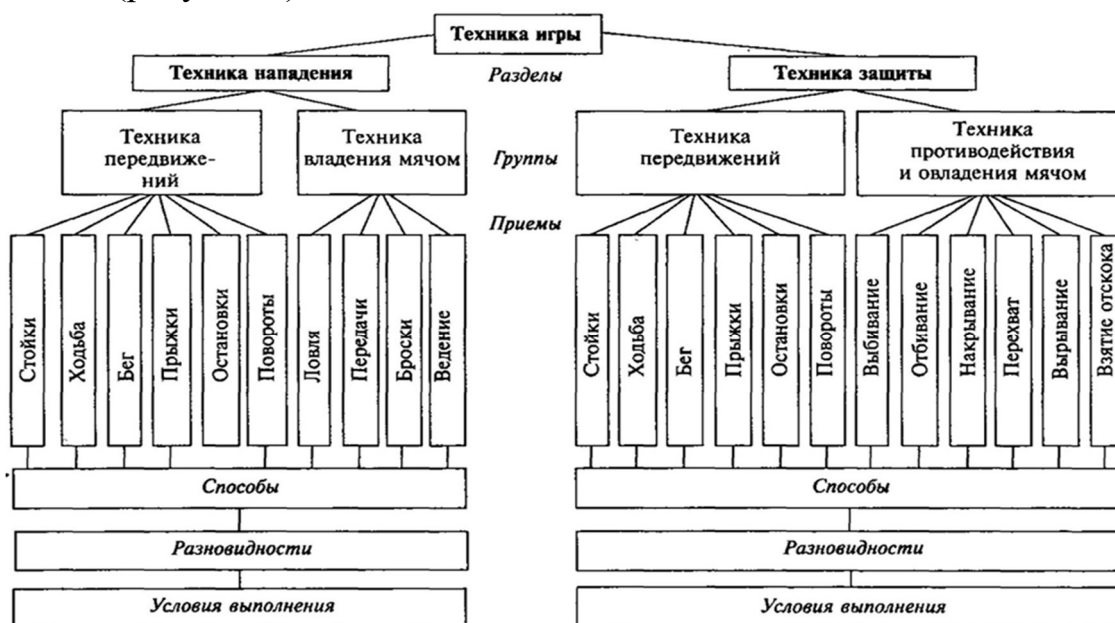 Техника игры
Техника нападения
Разделы
Техника защиты
Техника
передвиже-
ний
Техника
владения мячом
Группы
Техника
передвижений
Техника
противодействия
и овладения мячом
Приемы
Стойки
Ходьба
Бег
Прыжки
Остановки
Повороты
Ловля
Передачи
Броски
Ведение
Стойки
Ходьба
Бег
Прыжки
Остановки
Повороты
Выбивание
Отбивание
Накрывание
Перехват
Вырывание
Взятие отскока
Способы
Способы
Разновидности
Разновидности
Условия выполнения
Условия выполнения